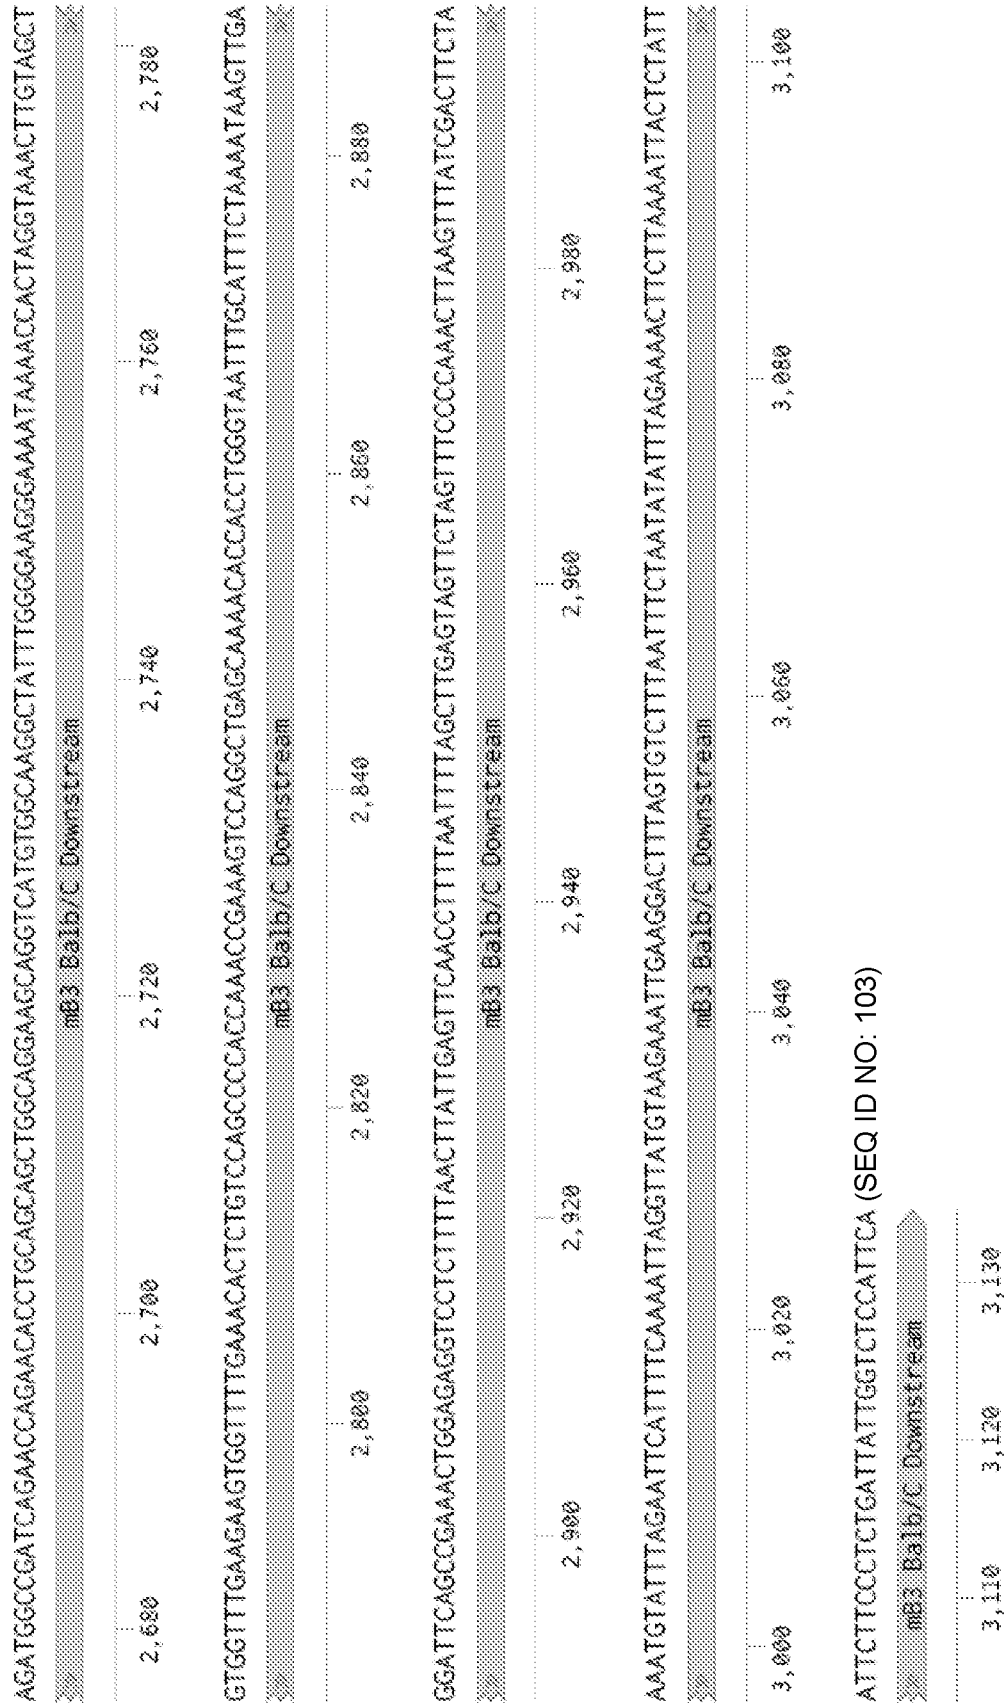 AGATGGCCGATCAGAACCAGAACACCTGCAGCAGCTGGCAGGAAGCAGGTCATGTGGCAAGGCTATTTGGGGAAGGGAAAATAAAACCACTAGGTAAACTTGTAGCT
mB3 Balb/C Downstream
2,680 2,700 2,720 2,740 2,760 2,780
GTGGTTTGAAGAAGTGGTTTTGAAACACTCTGTCCAGCCCCACCAAACCGAAAGTCCAGGCTGAGCAAAACACCACCTGGGTAATTTGCATTTCTAAAATAAGTTGA
mB3 Balb/C Downstream
2,800 2,820 2,840 2,860 2,880
GGATTCAGCCGAAACTGGAGAGGTCCTCTTTTAACTTATTGAGTTCAACCTTTTAATTTTAGCTTGAGTAGTTCTAGTTTCCCCAAACTTAAGTTTATCGACTTCTA
mB3 Balb/C Downstream
2,900 2,920 2,940 2,960 2,980
AAATGTATTTAGAATTCATTTTCAAAATTAGGTTATGTAAGAAATTGAAGGACTTTAGTGTCTTTAATTTCTAATATATTTAGAAAACTTCTTAAAATTACTCTATT
mB3 Balb/C Downstream
3,000 3,020 3,040 3,060 3,080 3,100
ATTCTTCCCTCTGATTATTGGTCTCCATTCA (SEQ ID NO: 103)
mB3 Balb/C Downstream
3,110 3,120 3,130